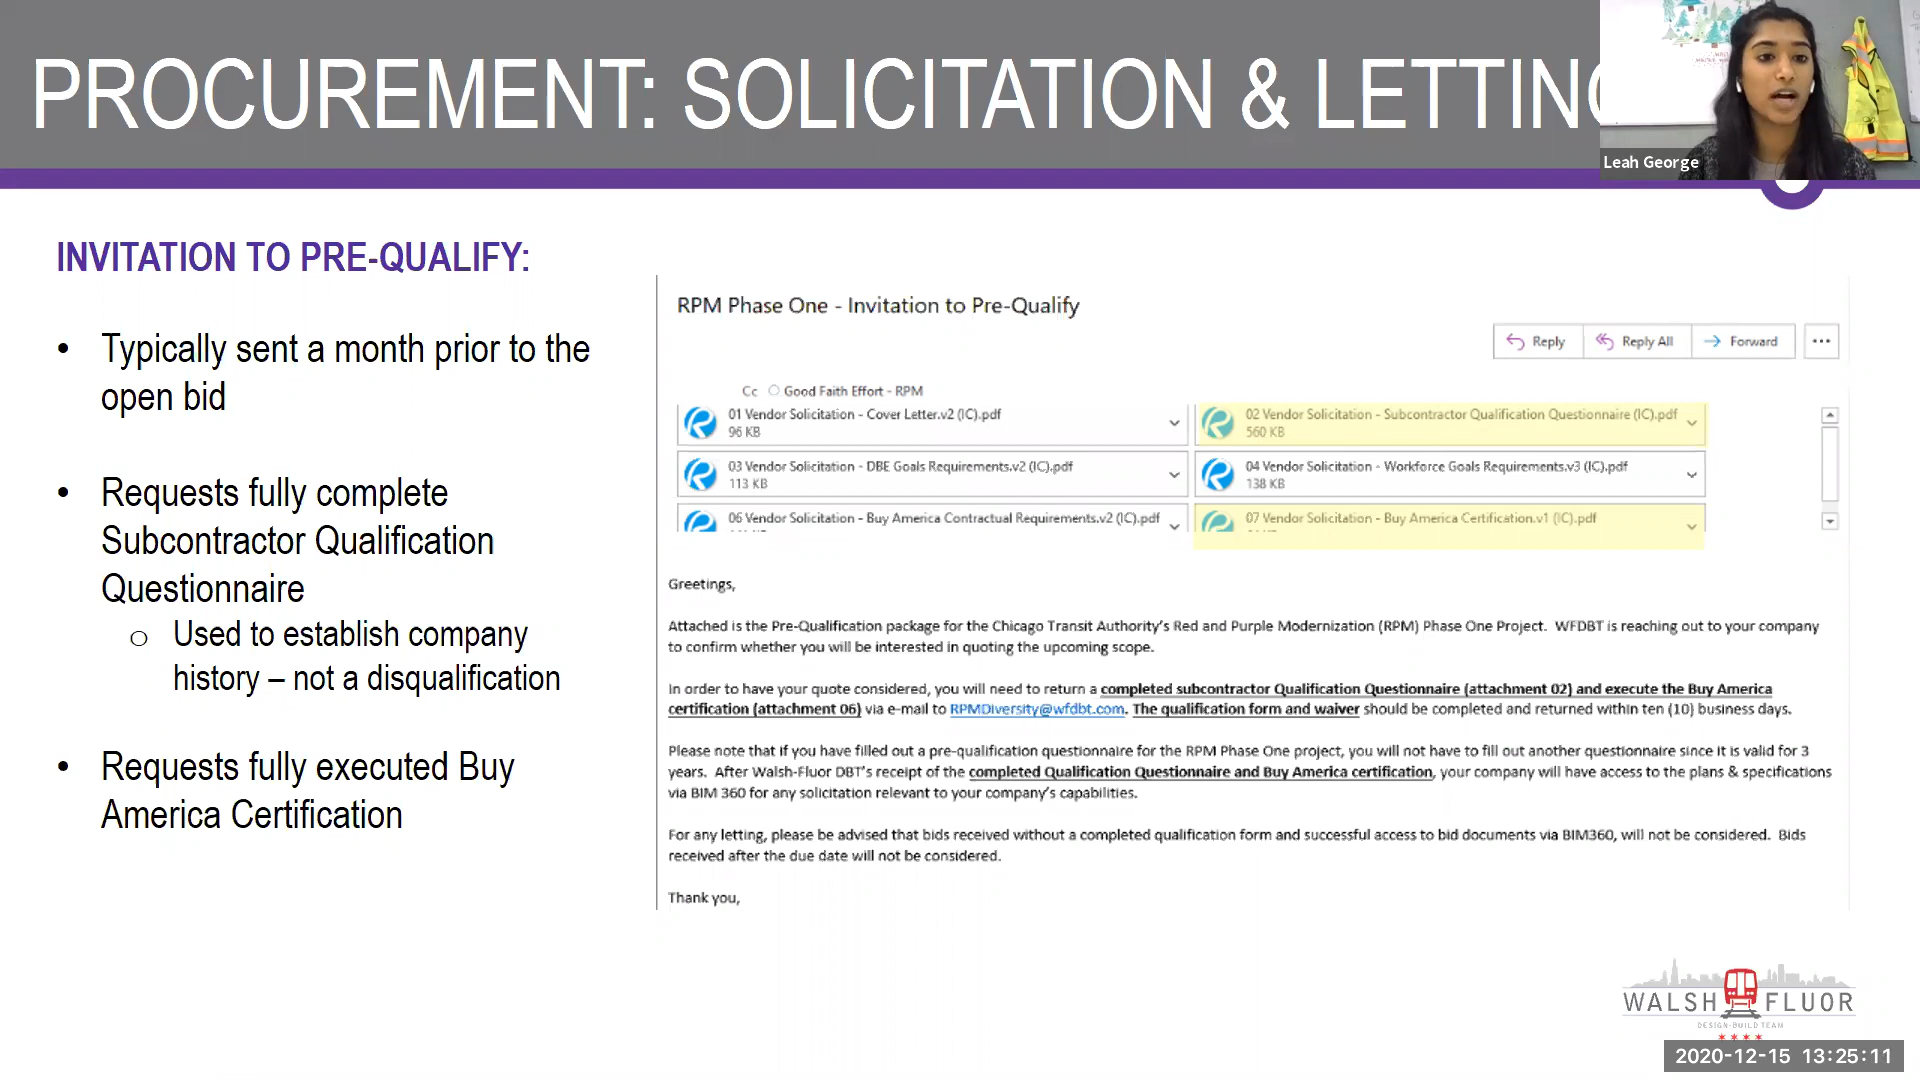 PROCUREMENT: SOLICITATION & LETTING
Leah George
INVITATION TO PRE-QUALIFY:
• Typically sent a month prior to the
open bid
• Requests fully complete
Subcontractor Qualification
Questionnaire
o Used to establish company
history – not a disqualification
• Requests fully executed Buy
America Certification
RPM Phase One - Invitation to Pre-Qualify
Reply
Reply All
Forward
...
Cc Good Faith Effort - RPM
01 Vendor Solicitation - Cover Letter.v2 (IC).pdf
96 KB
02 Vendor Solicitation - Subcontractor Qualification Questionnaire (IC).pdf
560 KB
03 Vendor Solicitation - DBE Goals Requirements.v2 (IC).pdf
113 KB
04 Vendor Solicitation - Workforce Goals Requirements.v3 (IC).pdf
138 KB
06 Vendor Solicitation - Buy America Contractual Requirements.v2 (IC).pdf
07 Vendor Solicitation - Buy America Certification.v1 (IC).pdf
Greetings,
Attached is the Pre-Qualification package for the Chicago Transit Authority's Red and Purple Modernization (RPM) Phase One Project. WFDBT is reaching out to your company
to confirm whether you will be interested in quoting the upcoming scope.
In order to have your quote considered, you will need to return a completed subcontractor Qualification Questionnaire (attachment 02) and execute the Buy America
certification (attachment 06) via e-mail to RPMDiversity@wfdbt.com. The qualification form and waiver should be completed and returned within ten (10) business days.
Please note that if you have filled out a pre-qualification questionnaire for the RPM Phase One project, you will not have to fill out another questionnaire since it is valid for 3
years. After Walsh-Fluor DBT's receipt of the completed Qualification Questionnaire and Buy America certification, your company will have access to the plans & specifications
via BIM 360 for any solicitation relevant to your company's capabilities.
For any letting, please be advised that bids received without a completed qualification form and successful access to bid documents via BIM360, will not be considered. Bids
received after the due date will not be considered.
Thank you,
WALSH FLUOR
DESIGN-BUILD TEAM
2020-12-15 13:25:11